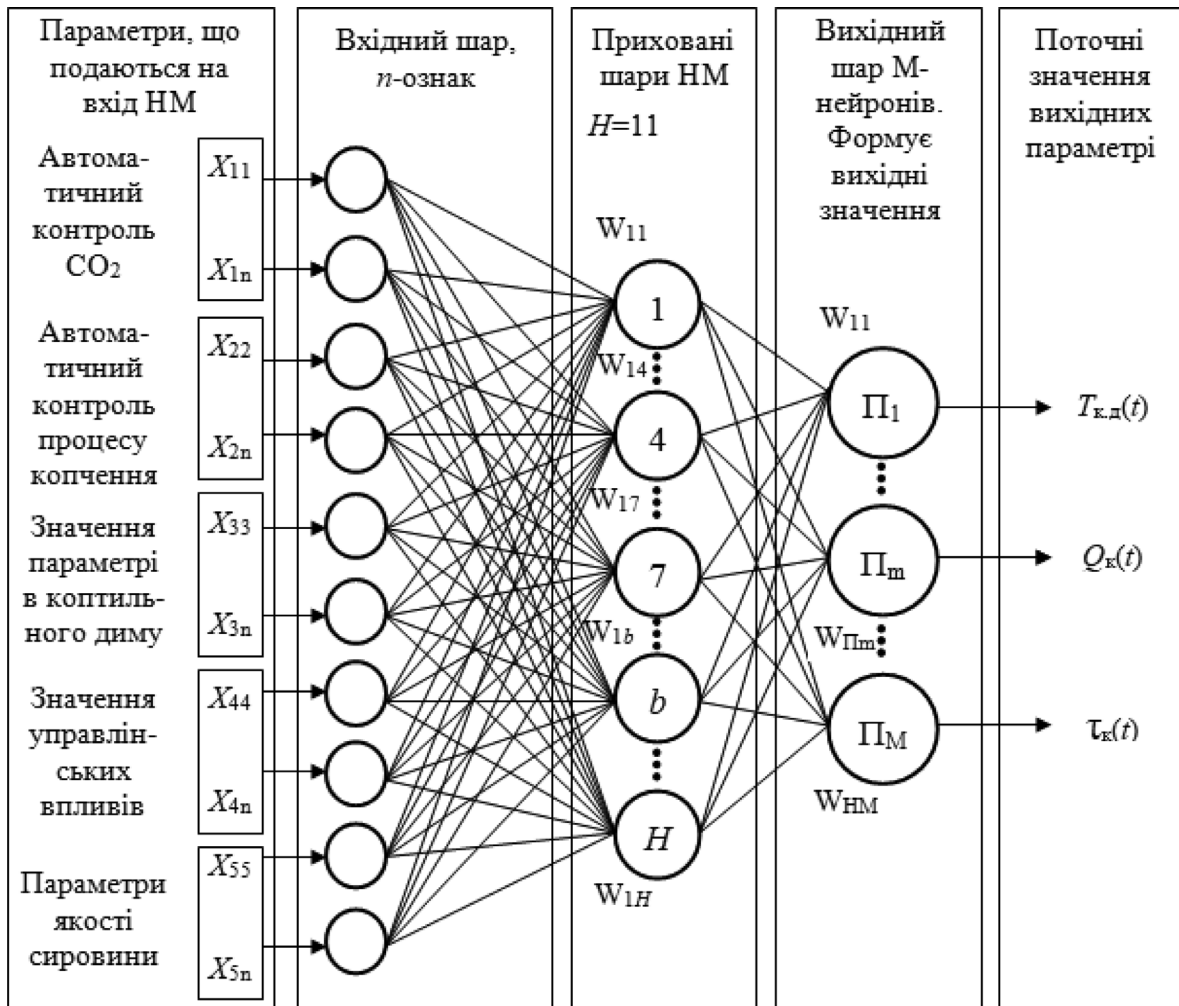 Параметри, що
подаються на
вхід НМ
Автома-
тичний
контроль
CO₂
X₁₁
X₁ₙ
Автома-
тичний
контроль
процесу
копчення
X₂₂
X₂ₙ
Значення
параметрі
в коптиль-
ного диму
X₃₃
X₃ₙ
Значення
управлін-
ських
впливів
X₄₄
X₄ₙ
Параметри
якості
сировини
X₅₅
X₅ₙ
Вхідний шар,
n-ознак
Приховані
шари НМ
H=11
W₁₁
1
W₁₄
4
W₁₇
7
W₁b
b
H
W₁H
Вихідний
шар М-
нейронів.
Формує
вихідні
значення
W₁₁
П₁
Пm
WПm
ПM
WHM
Поточні
значення
вихідних
параметрі
Tк.д(t)
Qк(t)
τк(t)